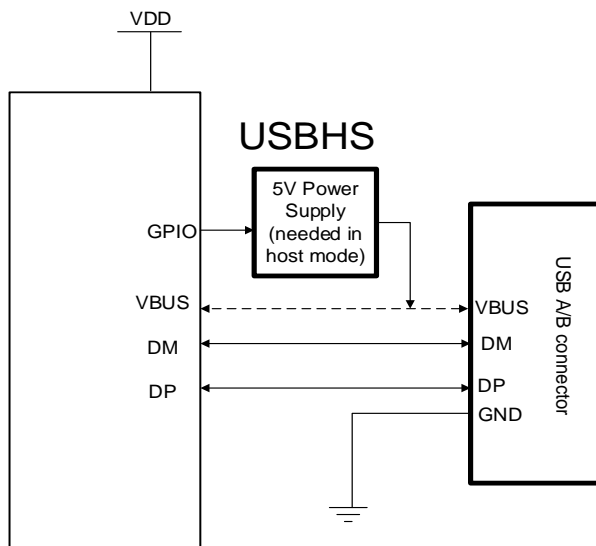 VDD
USBHS
5V Power
Supply
(needed in
host mode)
GPIO
VBUS
DM
DP
VBUS
DM
DP
GND
USB A/B connector